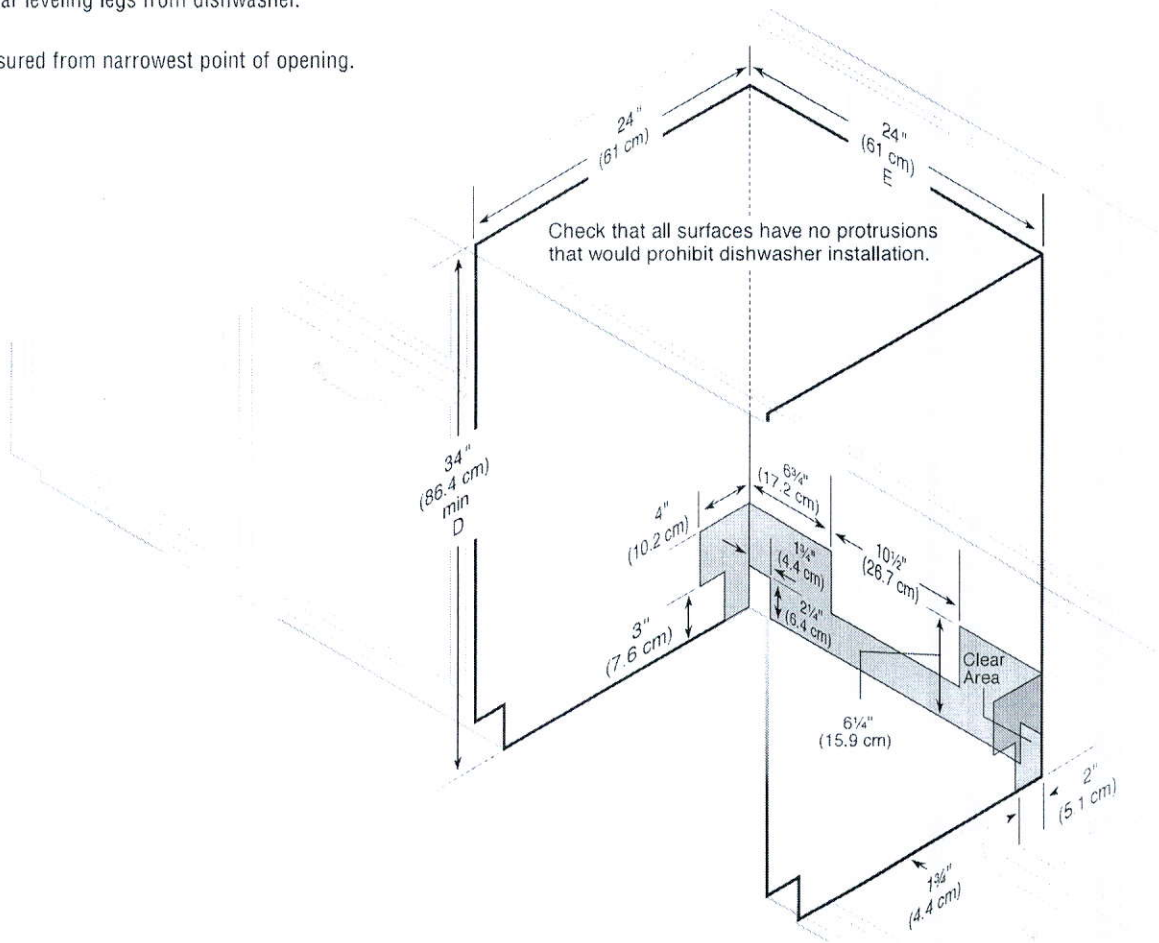 leveling legs from dishwasher.
from narrowest point of opening.
24"
(61 cm)
24"
(61 cm)
E
Check that all surfaces have no protrusions
that would prohibit dishwasher installation.
34"
(86.4 cm)
min
D
6¾"
(17.2 cm)
4"
(10.2 cm)
1¾"
(4.4 cm)
10½"
(26.7 cm)
2¼"
(6.4 cm)
3"
(7.6 cm)
Clear
Area
6¼"
(15.9 cm)
2"
(5.1 cm)
1¾"
(4.4 cm)